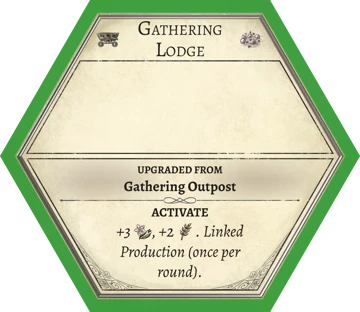 Gathering
Lodge
UPGRADED FROM
Gathering Outpost
ACTIVATE
+3 , +2 . Linked
Production (once per
round).